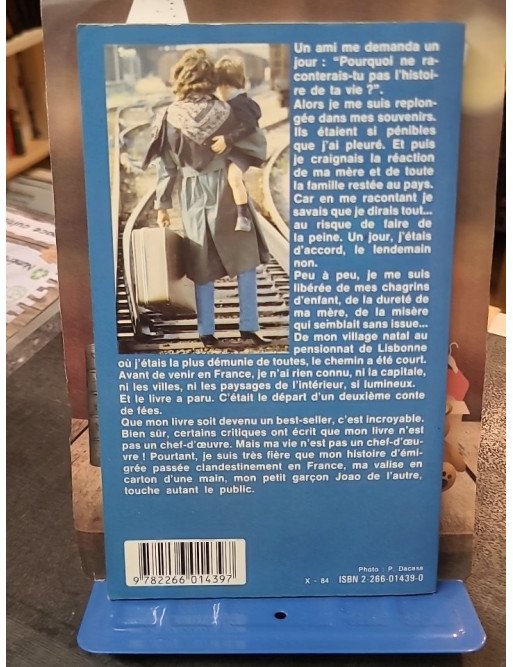 Un ami me demanda un
jour : "Pourquoi ne ra-
conterais-tu pas l'histoi-
re de ta vie ?".
Alors je me suis replon-
gée dans mes souvenirs.
Ils étaient si pénibles
que j'ai pleuré. Et puis
je craignais la réaction
de ma mère et de toute
la famille restée au pays.
Car en me racontant je
savais que je dirais tout...
au risque de faire de
la peine. Un jour, j'étais
d'accord, le lendemain
non.
Peu à peu, je me suis
libérée de mes chagrins
d'enfant, de la dureté de
ma mère, de la misère
qui semblait sans issue...
De mon village natal au
pensionnat de Lisbonne
où j'étais la plus démunie de toutes, le chemin a été court.
Avant de venir en France, je n'ai rien connu, ni la capitale,
ni les villes, ni les paysages de l'intérieur, si lumineux.
Et le livre a paru. C'était le départ d'un deuxième conte
de fées.
Que mon livre soit devenu un best-seller, c'est incroyable.
Bien sûr, certains critiques ont écrit que mon livre n'est
pas un chef-d'œuvre. Mais ma vie n'est pas un chef-d'œu-
vre ! Pourtant, je suis très fière que mon histoire d'émi-
grée passée clandestinement en France, ma valise en
carton d'une main, mon petit garçon Joao de l'autre,
touche autant le public.
Photo : P. Dacasa
X - 84 ISBN 2-266-01439-0
9 782266 014397